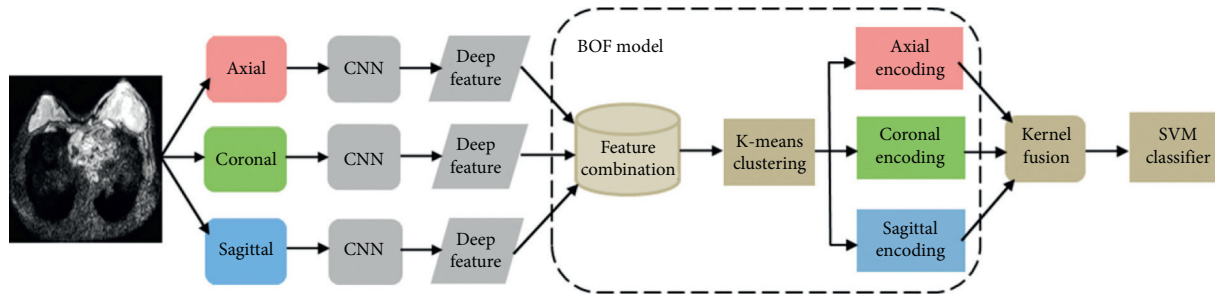 BOF model
Axial
CNN
Deep
feature
Coronal
CNN
Deep
feature
Sagittal
CNN
Deep
feature
Feature
combination
K-means
clustering
Axial
encoding
Coronal
encoding
Sagittal
encoding
Kernel
fusion
SVM
classifier